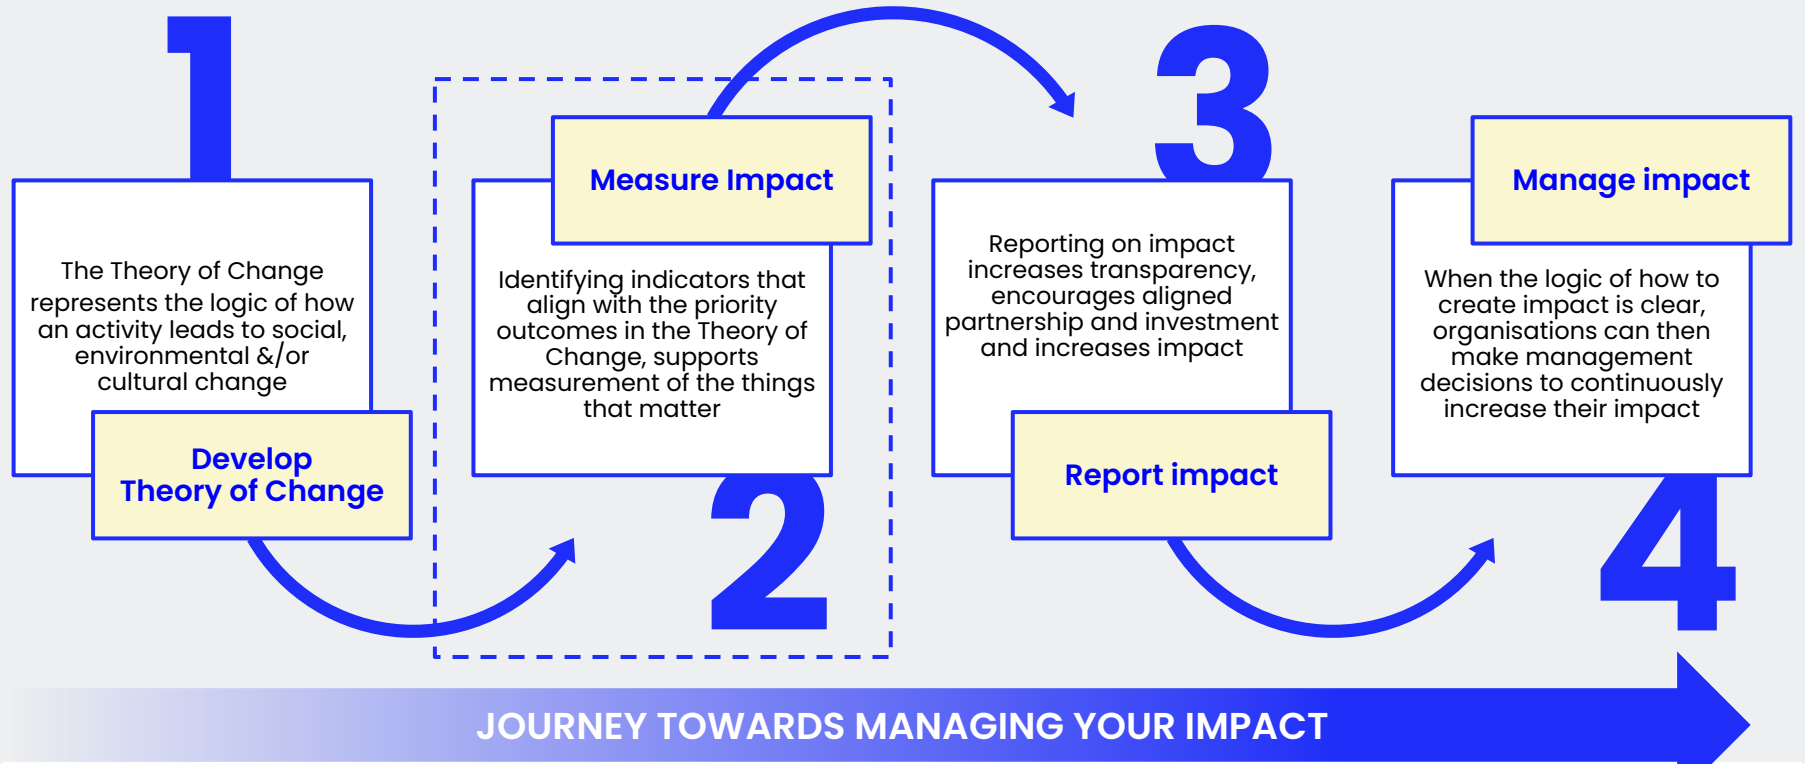 1
The Theory of Change
represents the logic of how
an activity leads to social,
environmental &/or
cultural change
Develop
Theory of Change
Measure Impact
Identifying indicators that
align with the priority
outcomes in the Theory of
Change, supports
measurement of the things
that matter
2
3
Reporting on impact
increases transparency,
encourages aligned
partnership and investment
and increases impact
Report impact
Manage impact
When the logic of how to
create impact is clear,
organisations can then
make management
decisions to continuously
increase their impact
4
JOURNEY TOWARDS MANAGING YOUR IMPACT